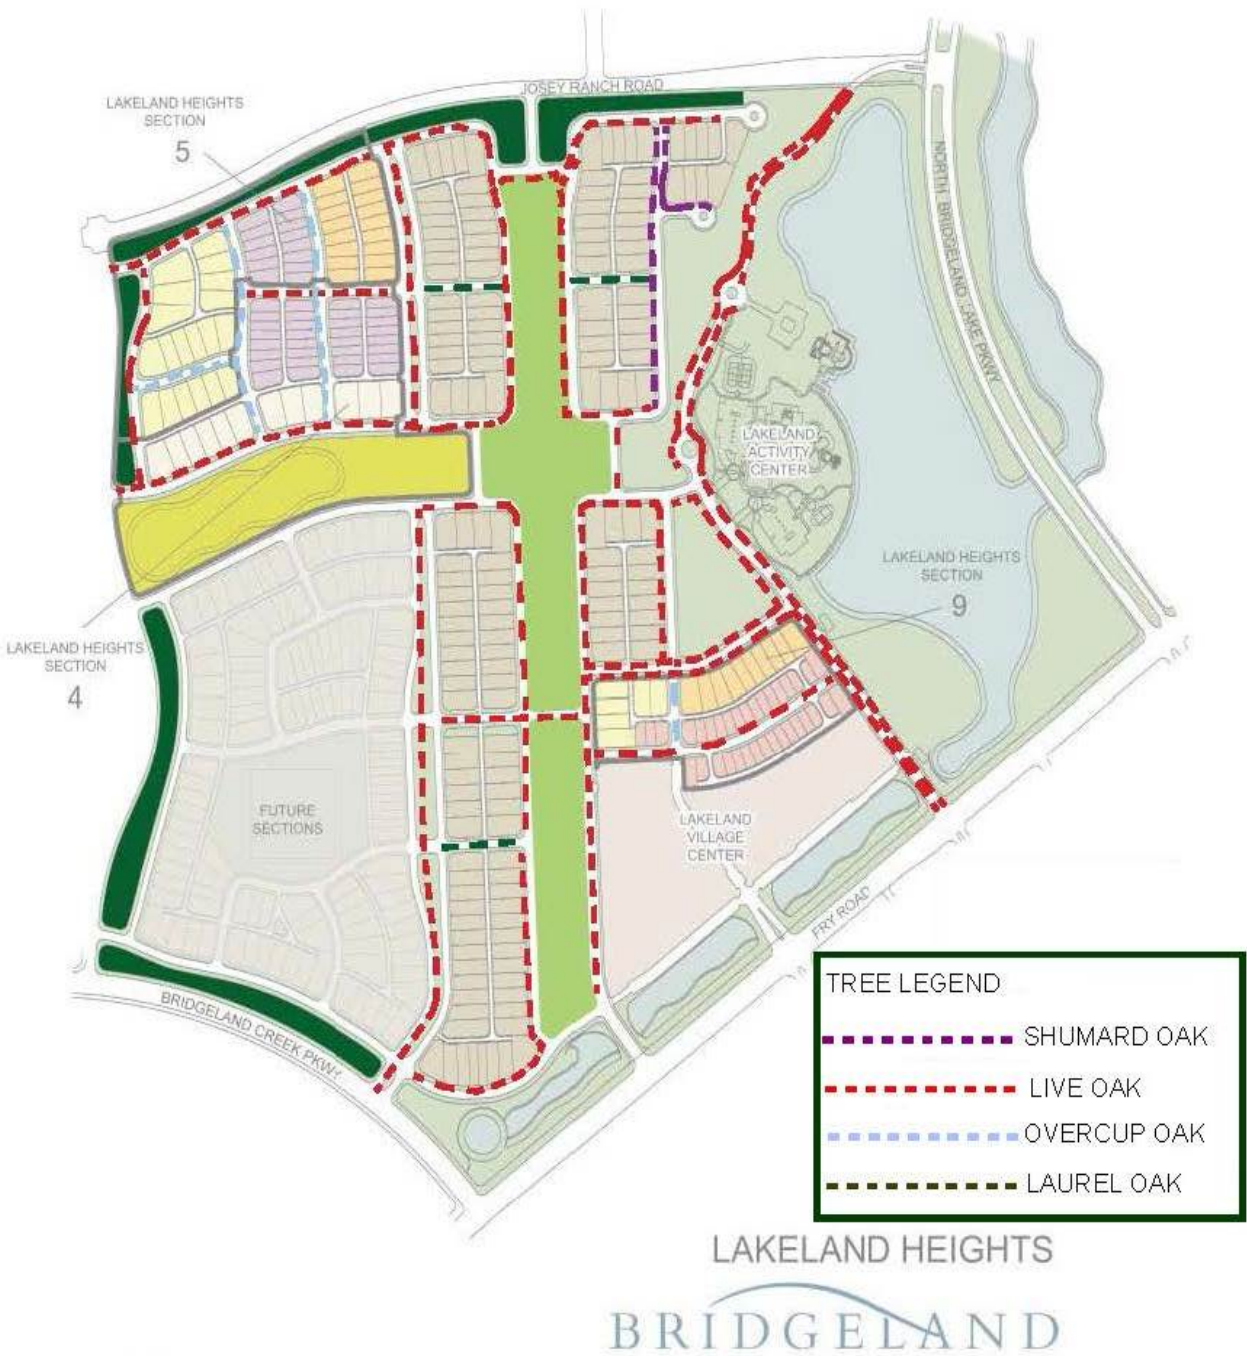 JOSEY RANCH ROAD
LAKELAND HEIGHTS
SECTION
5
NORTH BRIDGELAND LAKE PKWY
LAKELAND
ACTIVITY
CENTER
LAKELAND HEIGHTS
SECTION
9
LAKELAND HEIGHTS
SECTION
4
FUTURE
SECTIONS
LAKELAND
VILLAGE
CENTER
FRY ROAD
BRIDGELAND CREEK PKWY
TREE LEGEND
SHUMARD OAK
LIVE OAK
OVERCUP OAK
LAUREL OAK
LAKELAND HEIGHTS
BRIDGELAND